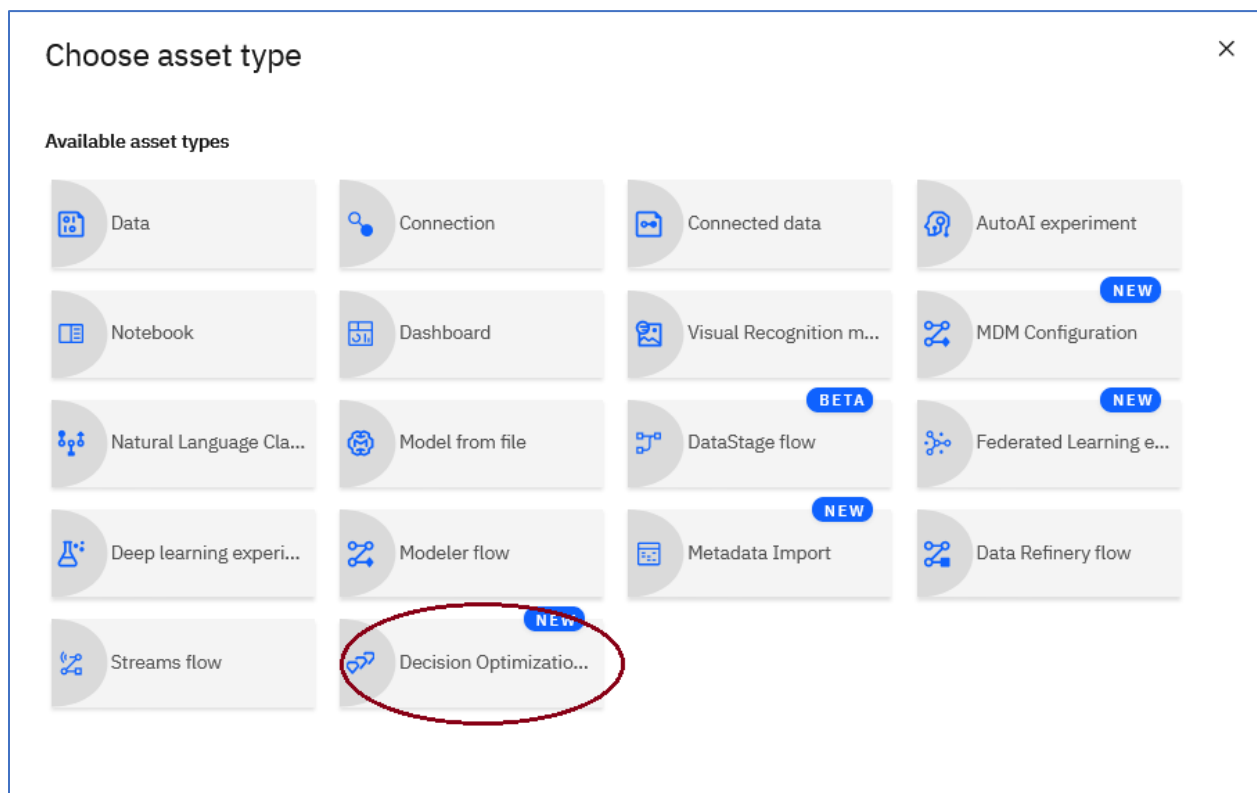 Choose asset type
Available asset types
Data
Connection
Connected data
AutoAI experiment
NEW
Notebook
Dashboard
Visual Recognition m...
MDM Configuration
BETA
NEW
Natural Language Cla...
Model from file
DataStage flow
Federated Learning e...
NEW
Deep learning experi...
Modeler flow
Metadata Import
Data Refinery flow
NEW
Streams flow
Decision Optimizatio...